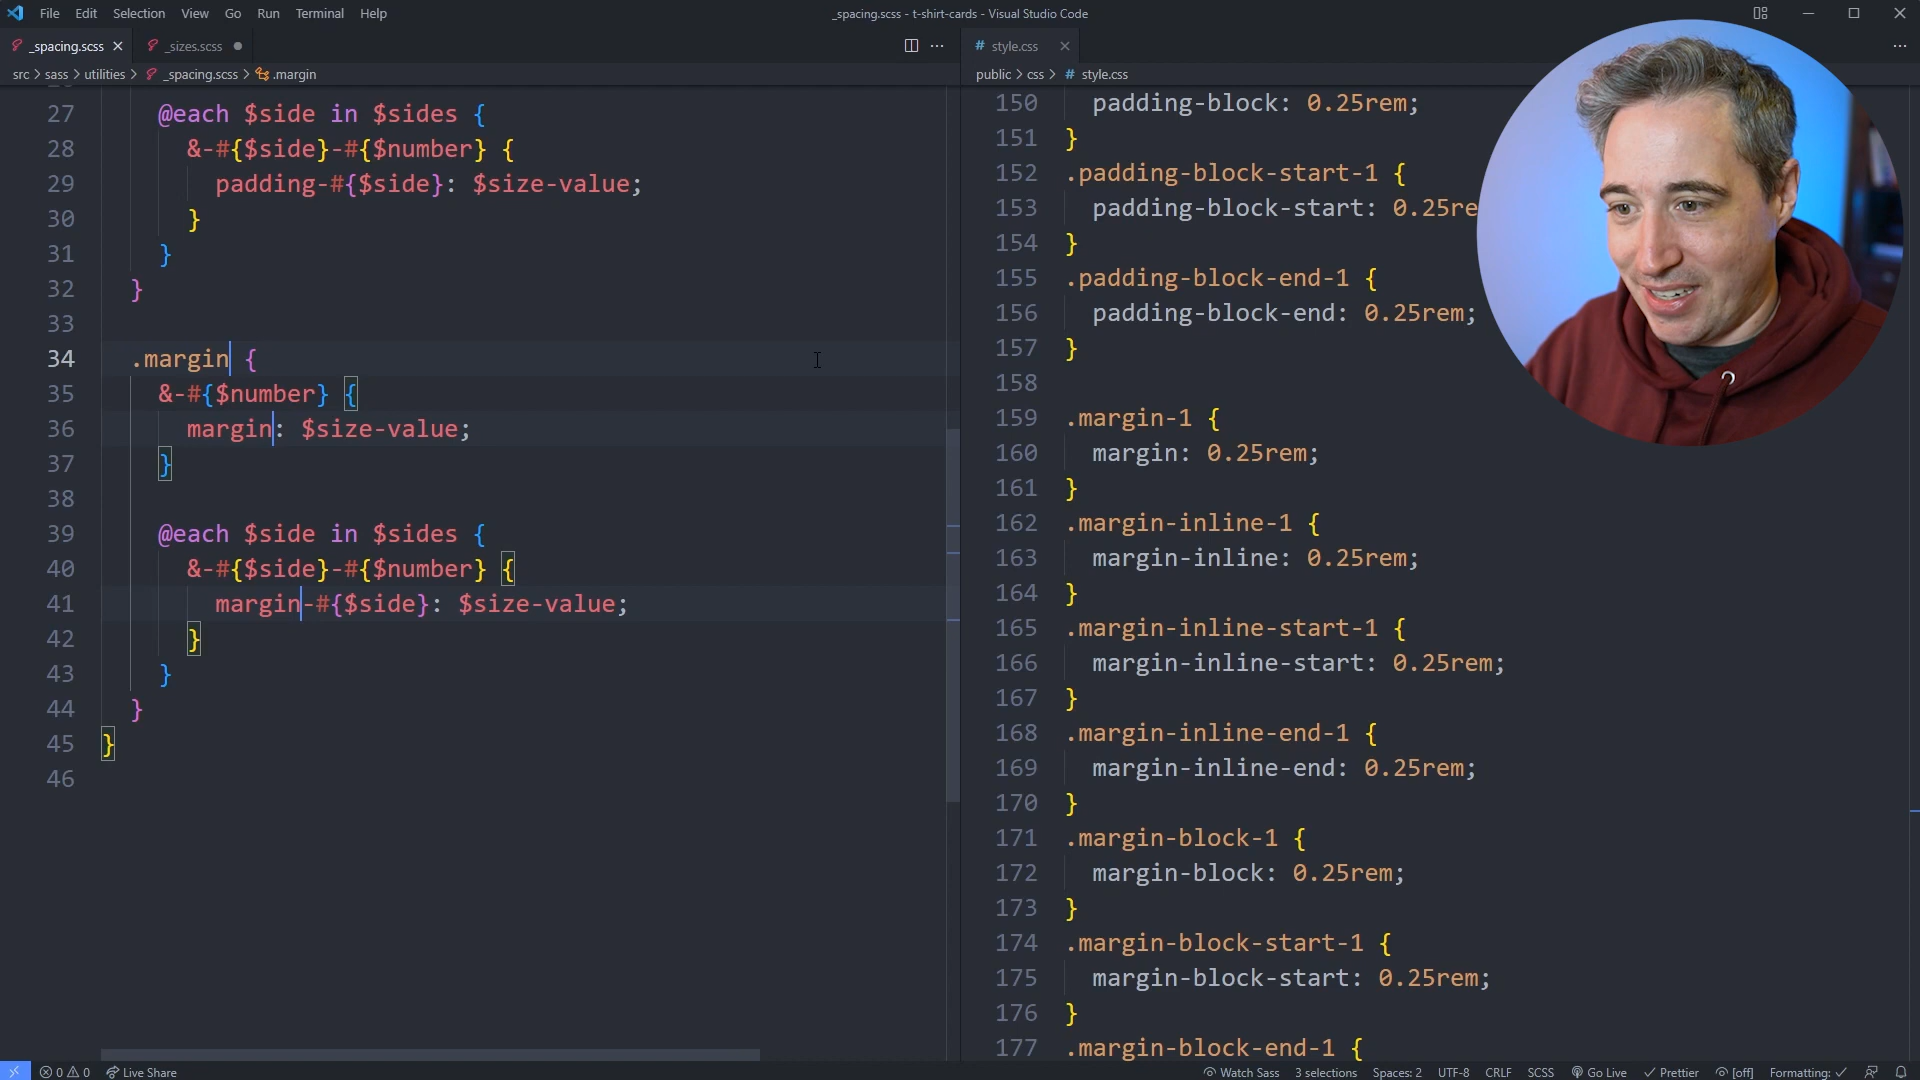 File Edit Selection View Go Run Terminal Help
_spacing.scss - t-shirt-cards - Visual Studio Code
_spacing.scss
_sizes.scss
src > sass > utilities > _spacing.scss > .margin
27 @each $side in $sides {
28 &-#{$side}-#{$number} {
29 padding-#{$side}: $size-value;
30 }
31 }
32 }
33
34 .margin {
35 &-#{$number} {
36 margin: $size-value;
37 }
38
39 @each $side in $sides {
40 &-#{$side}-#{$number} {
41 margin-#{$side}: $size-value;
42 }
43 }
44 }
45 }
46
# style.css
public > css > # style.css
150 padding-block: 0.25rem;
151 }
152 .padding-block-start-1 {
153 padding-block-start: 0.25re
154 }
155 .padding-block-end-1 {
156 padding-block-end: 0.25rem;
157 }
158
159 .margin-1 {
160 margin: 0.25rem;
161 }
162 .margin-inline-1 {
163 margin-inline: 0.25rem;
164 }
165 .margin-inline-start-1 {
166 margin-inline-start: 0.25rem;
167 }
168 .margin-inline-end-1 {
169 margin-inline-end: 0.25rem;
170 }
171 .margin-block-1 {
172 margin-block: 0.25rem;
173 }
174 .margin-block-start-1 {
175 margin-block-start: 0.25rem;
176 }
177 .margin-block-end-1 {
0 0 Live Share
Watch Sass 3 selections Spaces: 2 UTF-8 CRLF SCSS Go Live Prettier [off] Formatting: